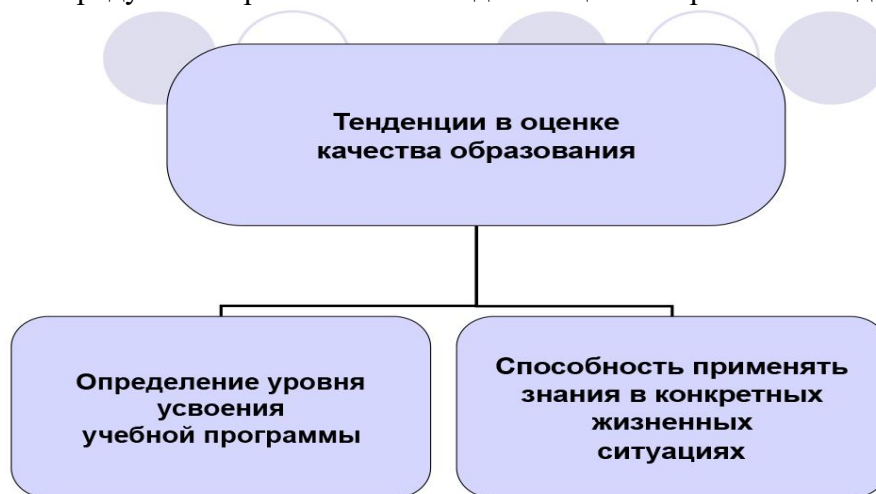 Тенденции в оценке
качества образования
Определение уровня
усвоения
учебной программы
Способность применять
знания в конкретных
жизненных
ситуациях